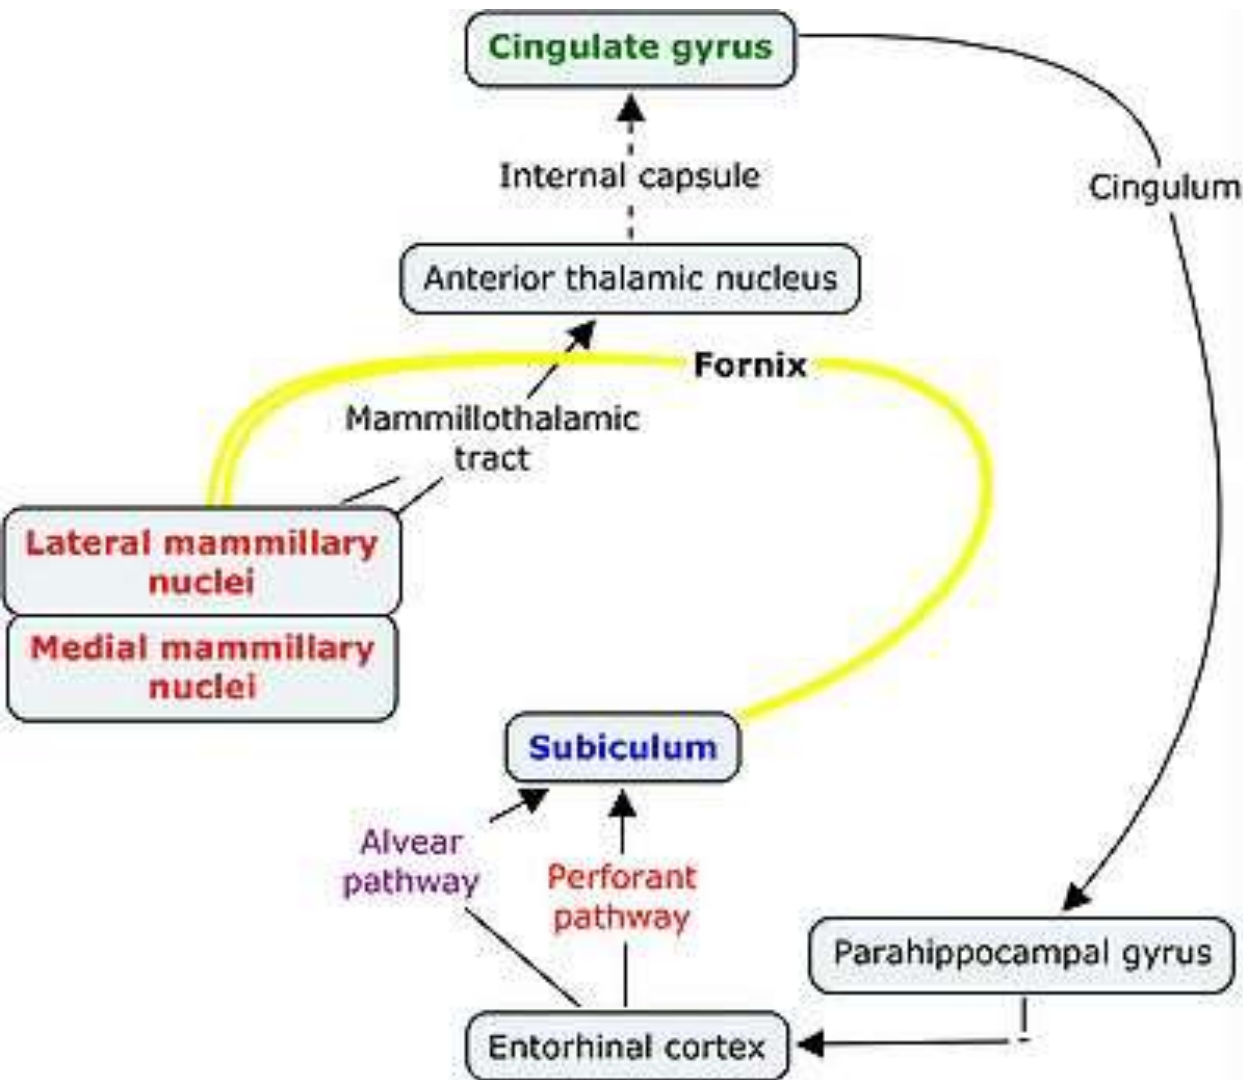 Cingulate gyrus
Internal capsule
Cingulum
Anterior thalamic nucleus
Fornix
Mammillothalamic
tract
Lateral mammillary
nuclei
Medial mammillary
nuclei
Subiculum
Alvear
pathway
Perforant
pathway
Parahippocampal gyrus
Entorhinal cortex